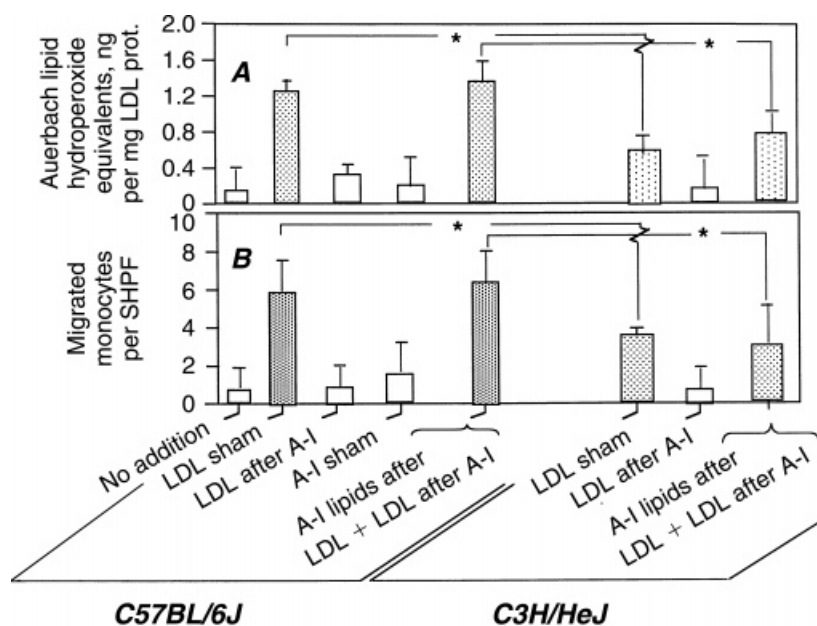 Auerbach lipid
hydroperoxide
equivalents, ng
per mg LDL prot.
2.0
1.6
1.2
0.8
0.4
0
A
*
*
Migrated
monocytes
per SHPF
10
8
6
4
2
0
B
*
*
No addition
LDL sham
LDL after A-I
A-I sham
A-I lipids after
LDL + LDL after A-I
LDL sham
LDL after A-I
A-I lipids after
LDL + LDL after A-I
C57BL/6J
C3H/HeJ